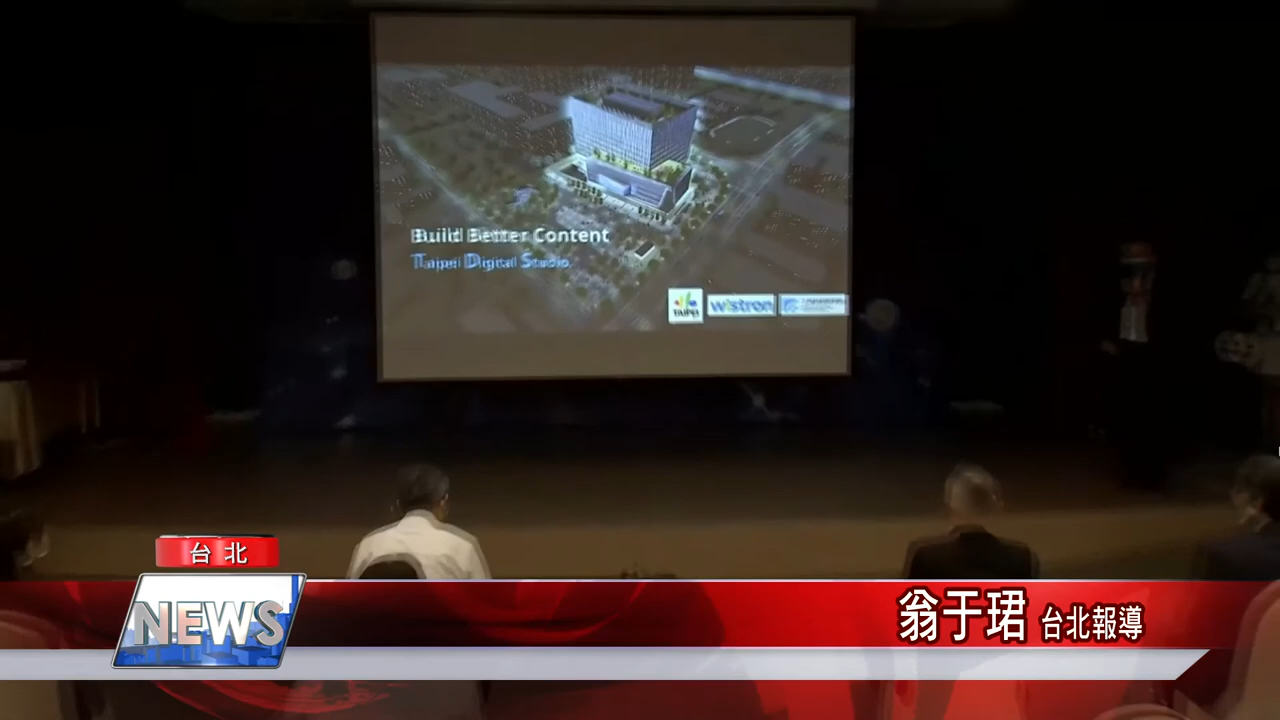 Build Better Content
Taipei Digital Studio
TAIPEI
wistron
台北
NEWS
翁于珺 台北報導